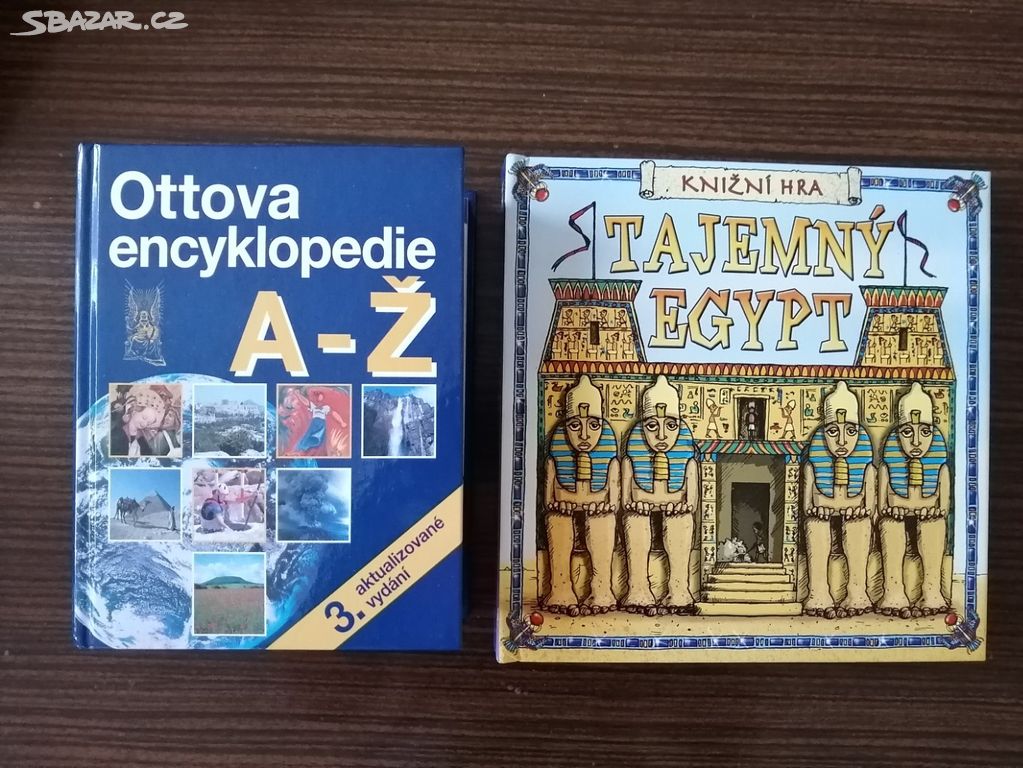 SBAZAR.CZ
Ottova
encyklopedie
A-Ž
3. aktualizované
vydání
KNIŽNÍ HRA
TAJEMNÝ
EGYPT